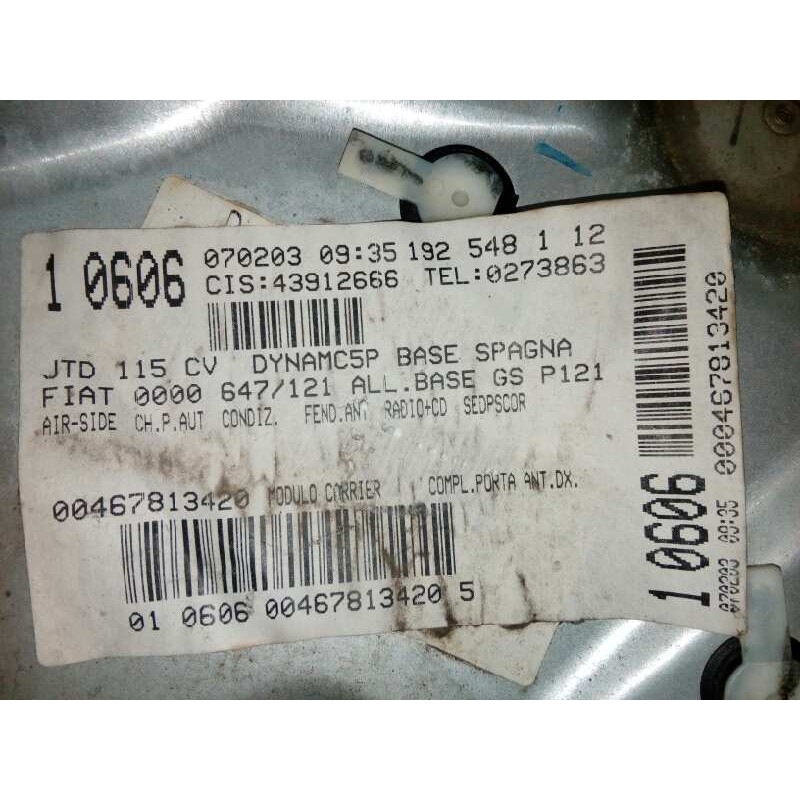 1 0606
070203 09:35 192 548 1 12
CIS:43912666 TEL:0273863
JTD 115 CV DYNAMC5P BASE SPAGNA
FIAT 0000 647/121 ALL.BASE GS P121
AIR-SIDE CH.P.AUT CONDIZ. FEND.ANT RADIO+CD SEDPSCOR
00467813420 MODULO CARRIER COMPL.PORTA ANT.DX.
01 0606 00467813420 5
1 0606
070203 09:35 00467813420